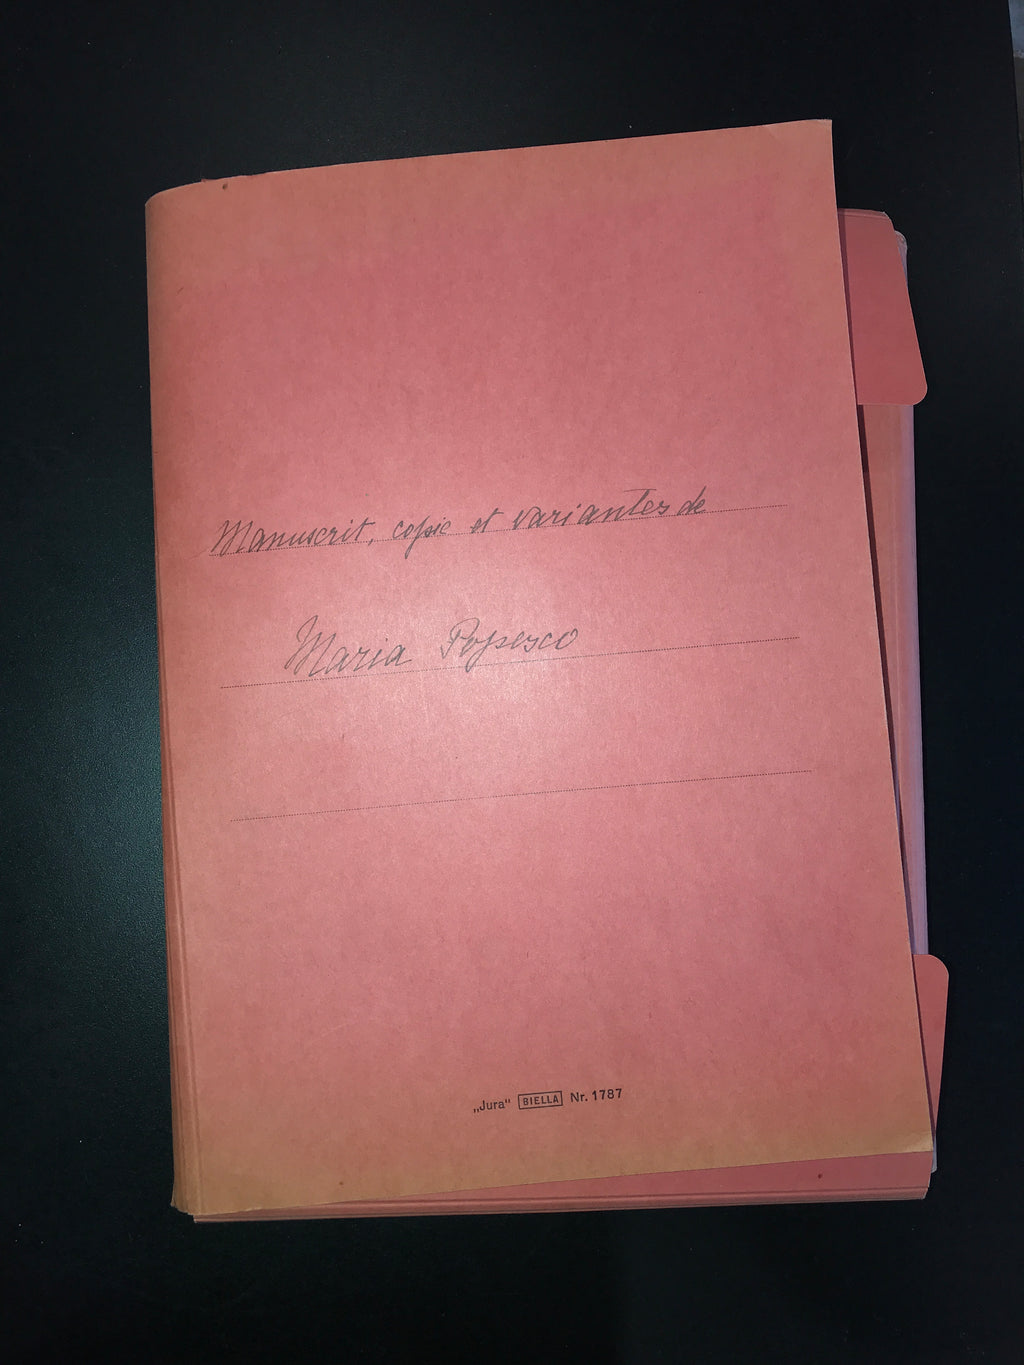 Manuscrit, copie et variantes de
Maria Popesco
„Jura“ BIELLA Nr. 1787